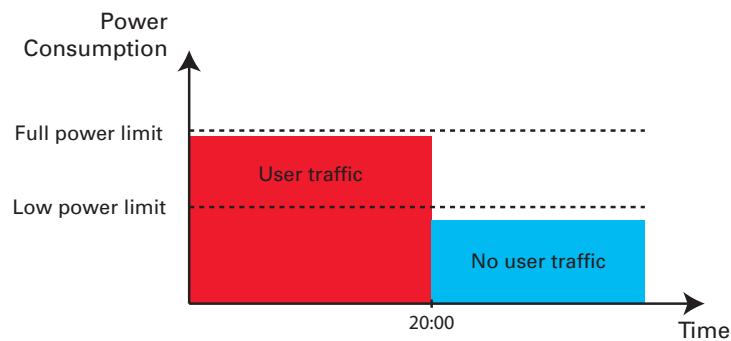 Power
Consumption
Full power limit
User traffic
Low power limit
No user traffic
20:00
Time